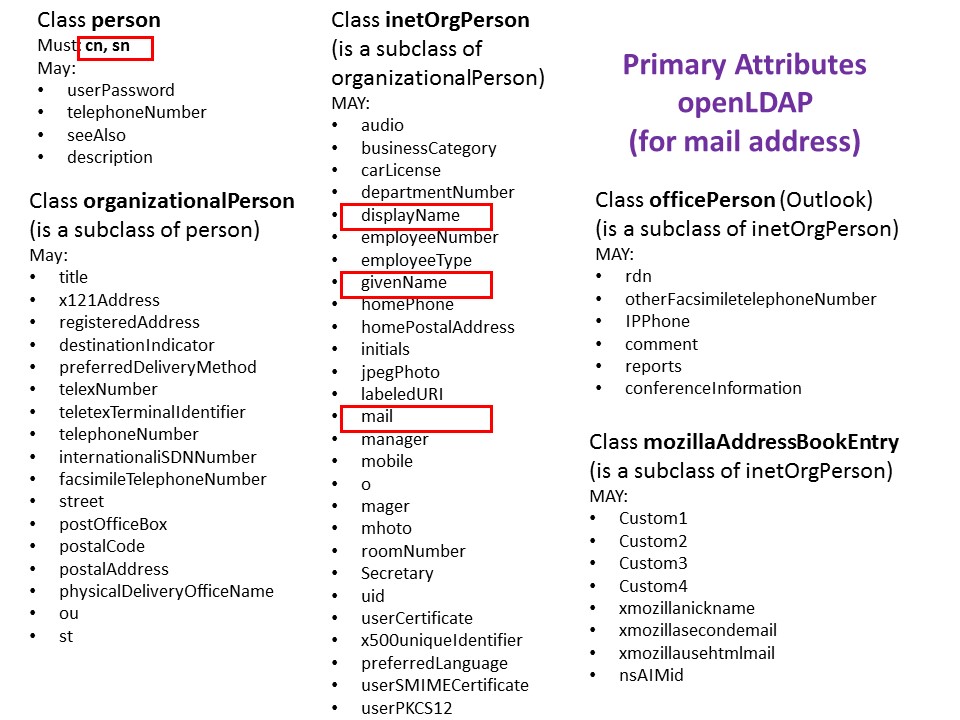 Class person
Must: cn, sn
May:
• userPassword
• telephoneNumber
• seeAlso
• description
Class organizationalPerson
(is a subclass of person)
May:
• title
• x121Address
• registeredAddress
• destinationIndicator
• preferredDeliveryMethod
• telexNumber
• teletexTerminalIdentifier
• telephoneNumber
• internationaliSDNNumber
• facsimileTelephoneNumber
• street
• postOfficeBox
• postalCode
• postalAddress
• physicalDeliveryOfficeName
• ou
• st
Class inetOrgPerson
(is a subclass of
organizationalPerson)
MAY:
• audio
• businessCategory
• carLicense
• departmentNumber
• displayName
• employeeNumber
• employeeType
• givenName
• homePhone
• homePostalAddress
• initials
• jpegPhoto
• labeledURI
• mail
• manager
• mobile
• o
• mager
• mhoto
• roomNumber
• Secretary
• uid
• userCertificate
• x500uniqueIdentifier
• preferredLanguage
• userSMIMECertificate
• userPKCS12
Primary Attributes
openLDAP
(for mail address)
Class officePerson (Outlook)
(is a subclass of inetOrgPerson)
MAY:
• rdn
• otherFacsimiletelephoneNumber
• IPPhone
• comment
• reports
• conferenceInformation
Class mozillaAddressBookEntry
(is a subclass of inetOrgPerson)
MAY:
• Custom1
• Custom2
• Custom3
• Custom4
• xmozillanickname
• xmozillasecondemail
• xmozillausehtmlmail
• nsAIMid